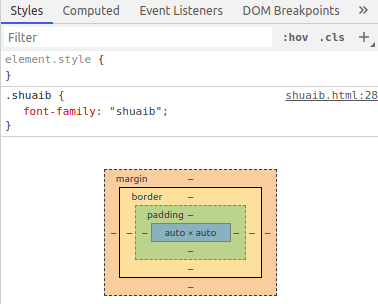 Styles Computed Event Listeners DOM Breakpoints »
Filter :hov .cls +
element.style {
}
.shuaib { shuaib.html:28
font-family: "shuaib";
}
margin –
border –
padding –
– – – auto × auto – – –
–
–
–